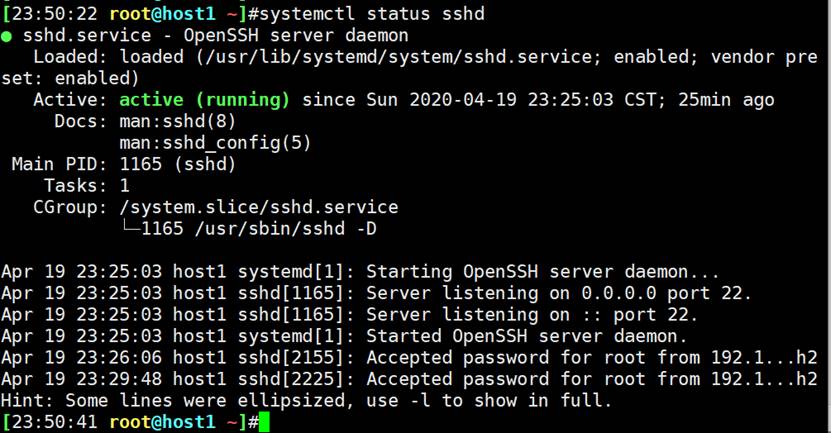 [23:50:22 root@host1 ~]#systemctl status sshd
● sshd.service - OpenSSH server daemon
   Loaded: loaded (/usr/lib/systemd/system/sshd.service; enabled; vendor pre
set: enabled)
   Active: active (running) since Sun 2020-04-19 23:25:03 CST; 25min ago
     Docs: man:sshd(8)
           man:sshd_config(5)
 Main PID: 1165 (sshd)
    Tasks: 1
   CGroup: /system.slice/sshd.service
           └─1165 /usr/sbin/sshd -D

Apr 19 23:25:03 host1 systemd[1]: Starting OpenSSH server daemon...
Apr 19 23:25:03 host1 sshd[1165]: Server listening on 0.0.0.0 port 22.
Apr 19 23:25:03 host1 sshd[1165]: Server listening on :: port 22.
Apr 19 23:25:03 host1 systemd[1]: Started OpenSSH server daemon.
Apr 19 23:26:06 host1 sshd[2155]: Accepted password for root from 192.1...h2
Apr 19 23:29:48 host1 sshd[2225]: Accepted password for root from 192.1...h2
Hint: Some lines were ellipsized, use -l to show in full.
[23:50:41 root@host1 ~]#